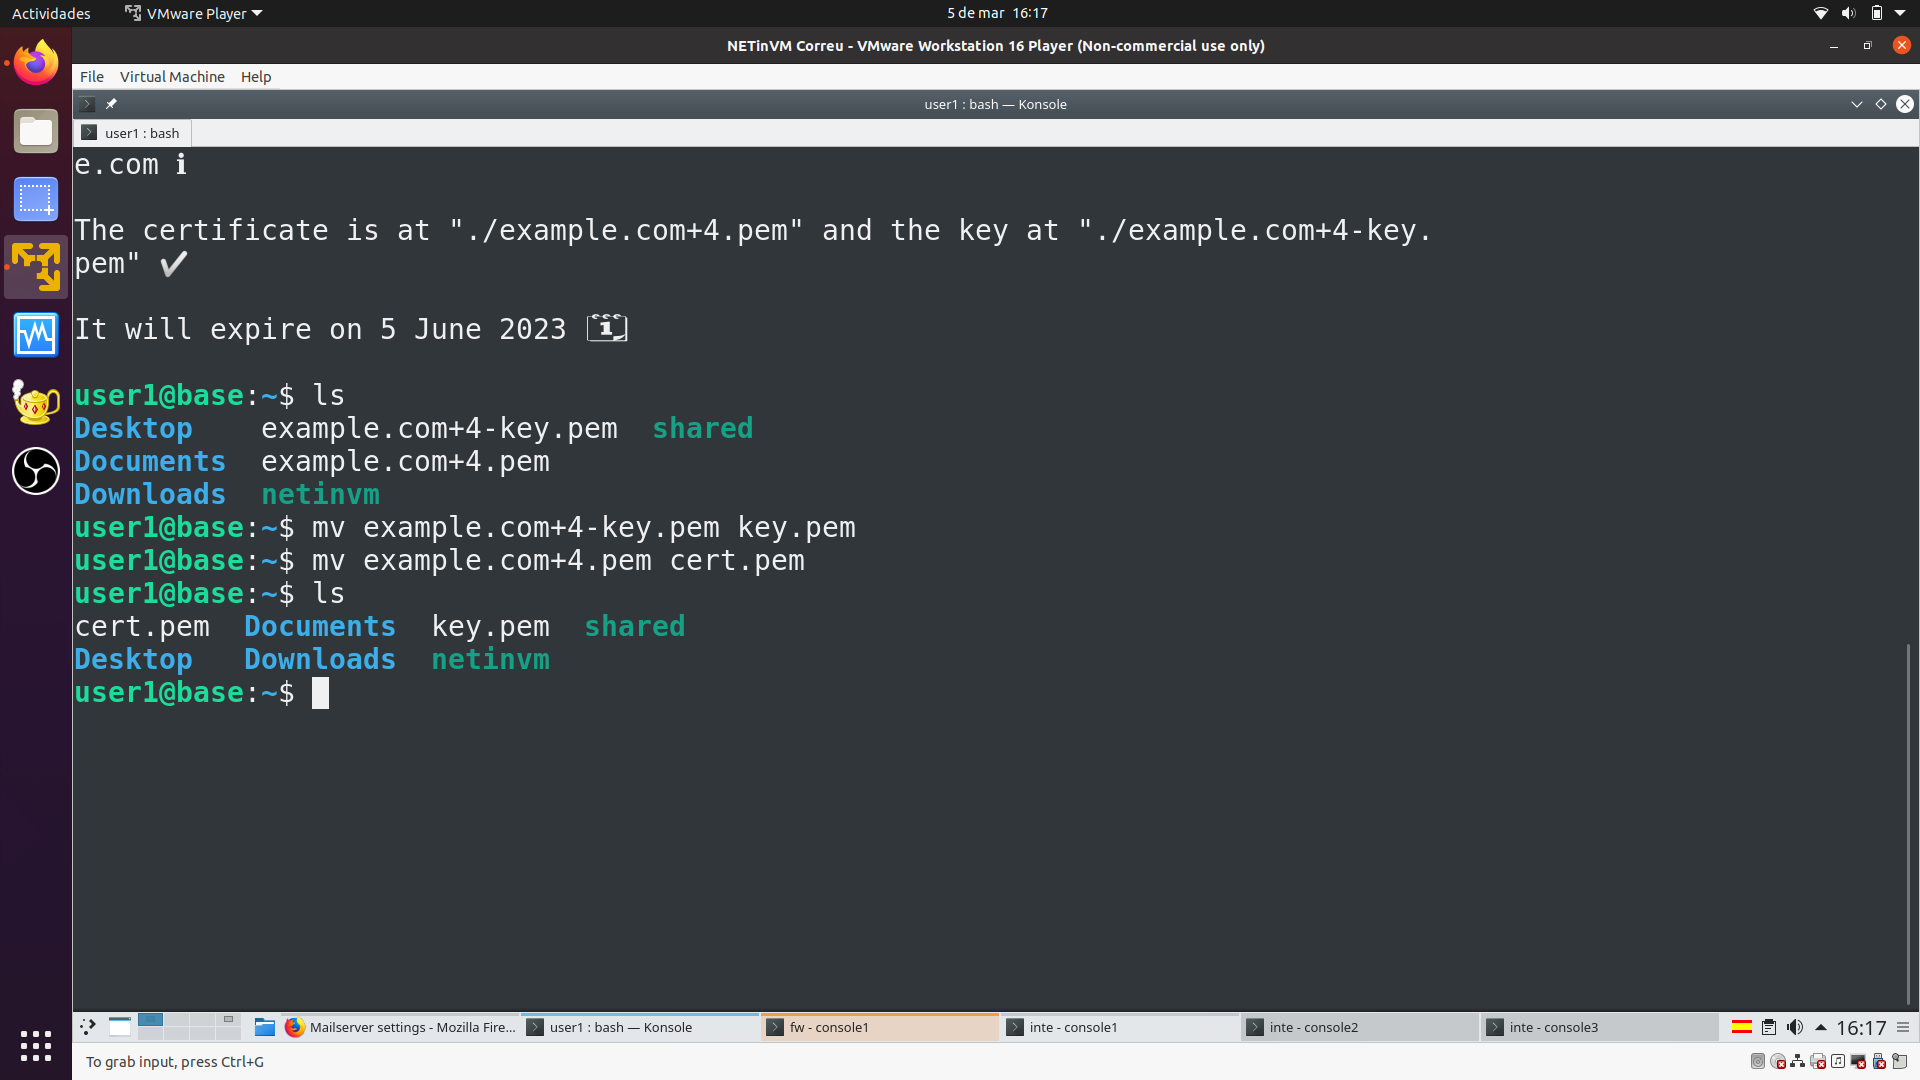 Actividades VMware Player 5 de mar 16:17
NETinVM Correu - VMware Workstation 16 Player (Non-commercial use only)
File Virtual Machine Help
user1 : bash — Konsole
user1 : bash
e.com ℹ
The certificate is at "./example.com+4.pem" and the key at "./example.com+4-key.
pem" ✔
It will expire on 5 June 2023 🗓
user1@base:~$ ls
Desktop example.com+4-key.pem shared
Documents example.com+4.pem
Downloads netinvm
user1@base:~$ mv example.com+4-key.pem key.pem
user1@base:~$ mv example.com+4.pem cert.pem
user1@base:~$ ls
cert.pem Documents key.pem shared
Desktop Downloads netinvm
user1@base:~$
Mailserver settings - Mozilla Fire... user1 : bash — Konsole fw - console1 inte - console1 inte - console2 inte - console3 16:17
To grab input, press Ctrl+G